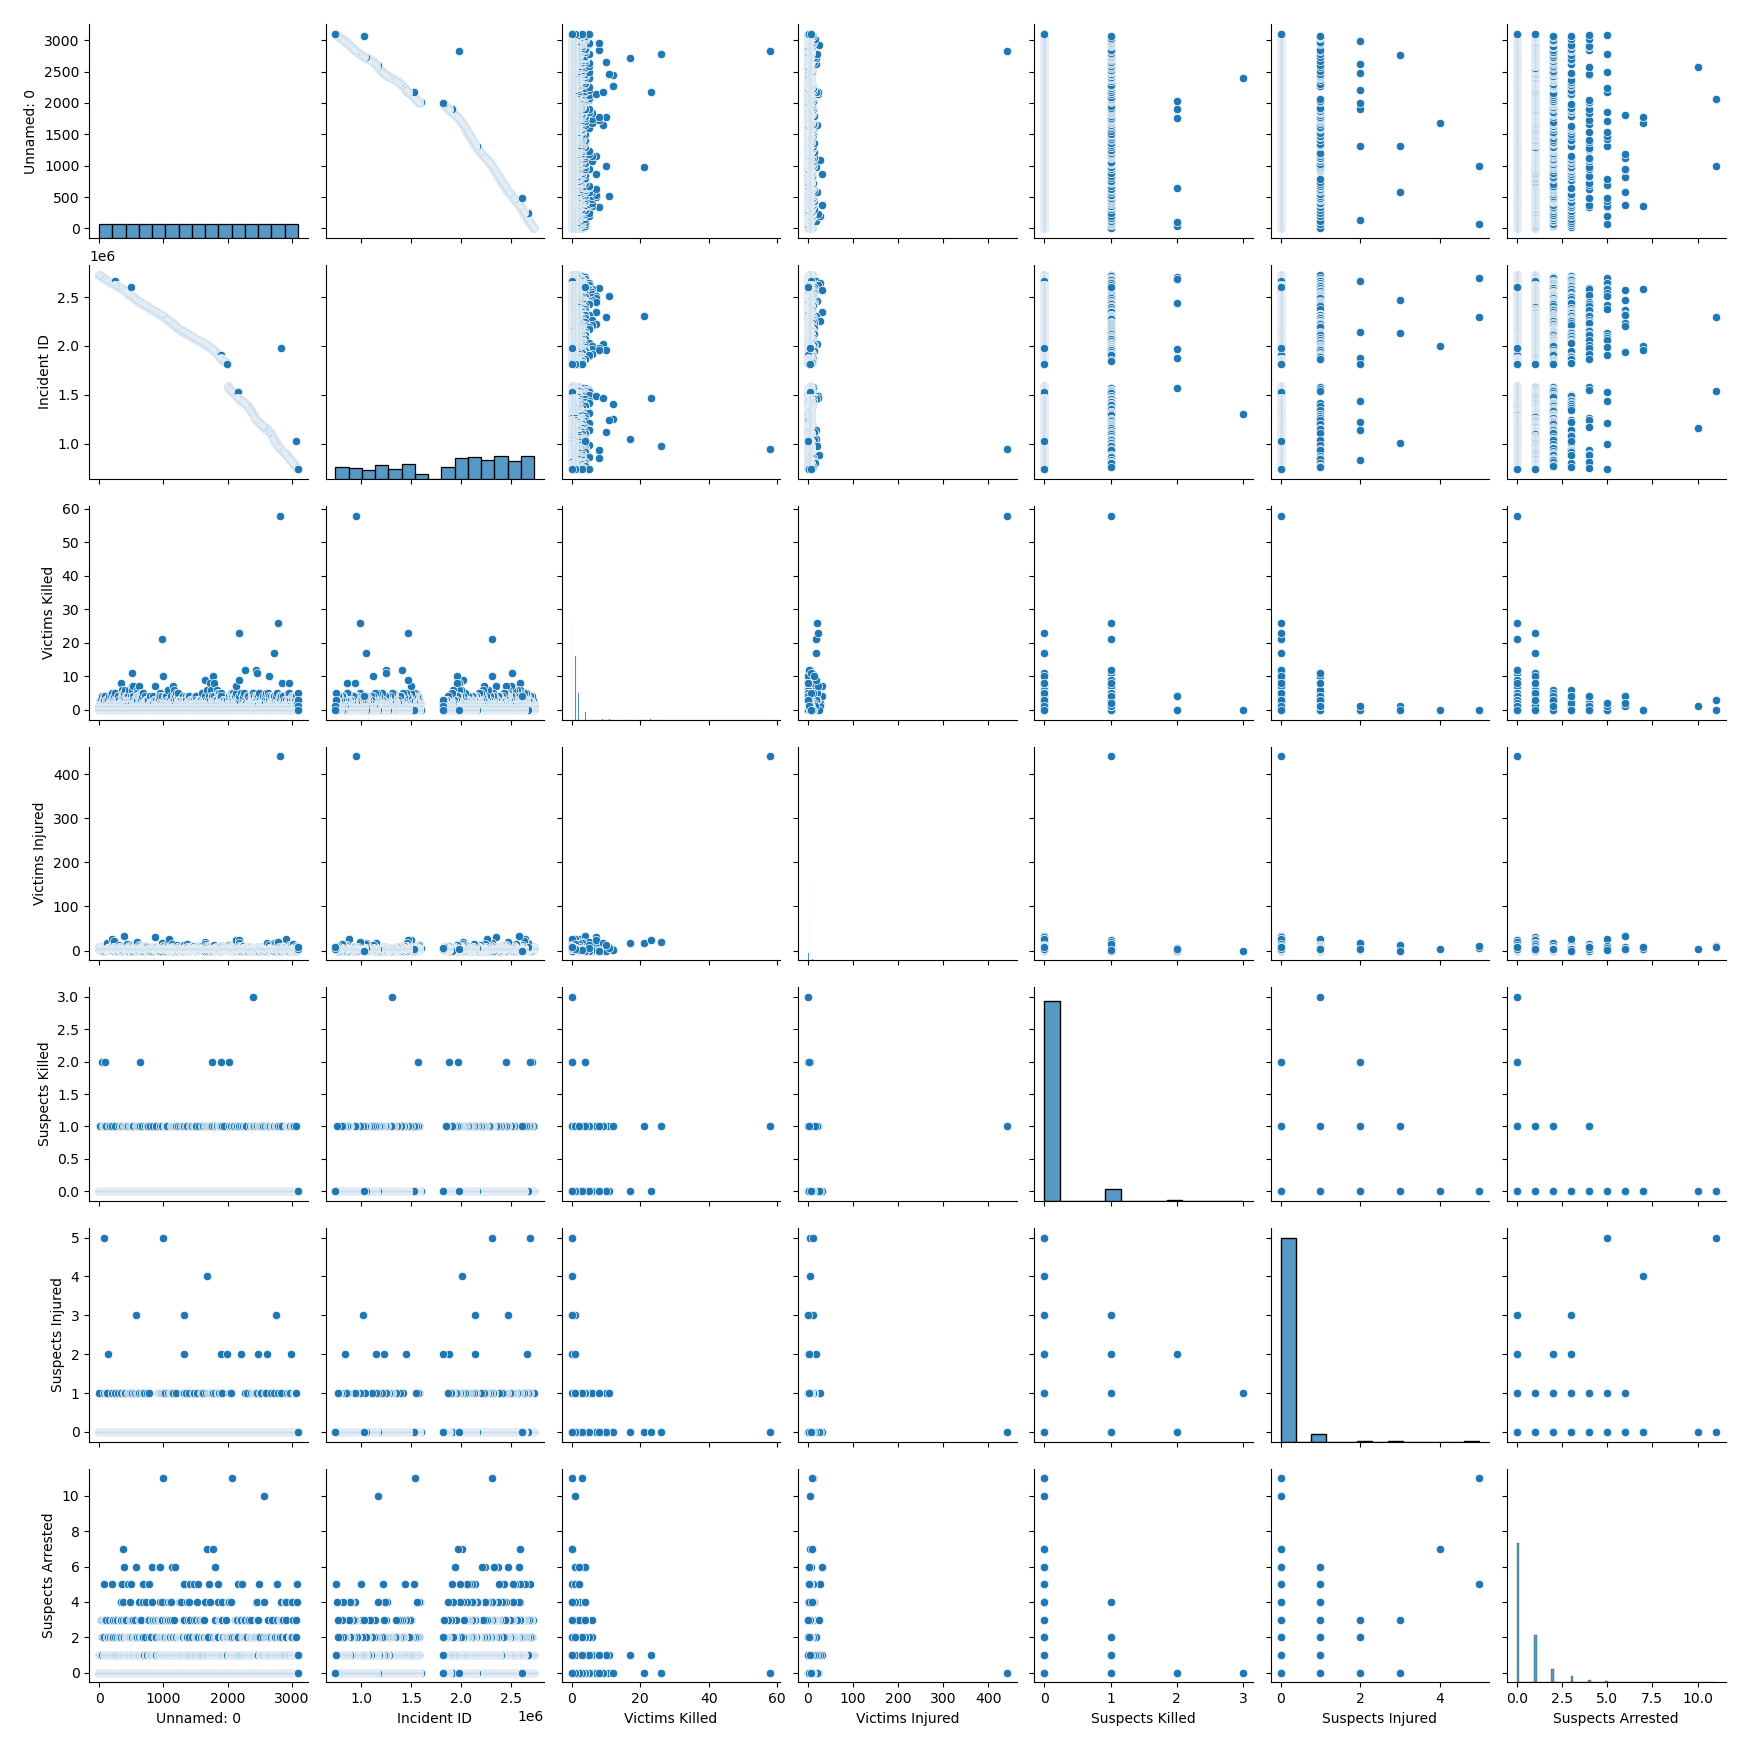 3000
2500
2000
1500
1000
500
0
Unnamed: 0
1e6
2.5
2.0
1.5
1.0
Incident ID
60
50
40
30
20
10
0
Victims Killed
400
300
200
100
0
Victims Injured
3.0
2.5
2.0
1.5
1.0
0.5
0.0
Suspects Killed
5
4
3
2
1
0
Suspects Injured
10
8
6
4
2
0
Suspects Arrested
0 1000 2000 3000
Unnamed: 0
1.0 1.5 2.0 2.5
1e6
Incident ID
0 20 40 60
Victims Killed
0 100 200 300 400
Victims Injured
0 1 2 3
Suspects Killed
0 2 4
Suspects Injured
0.0 2.5 5.0 7.5 10.0
Suspects Arrested